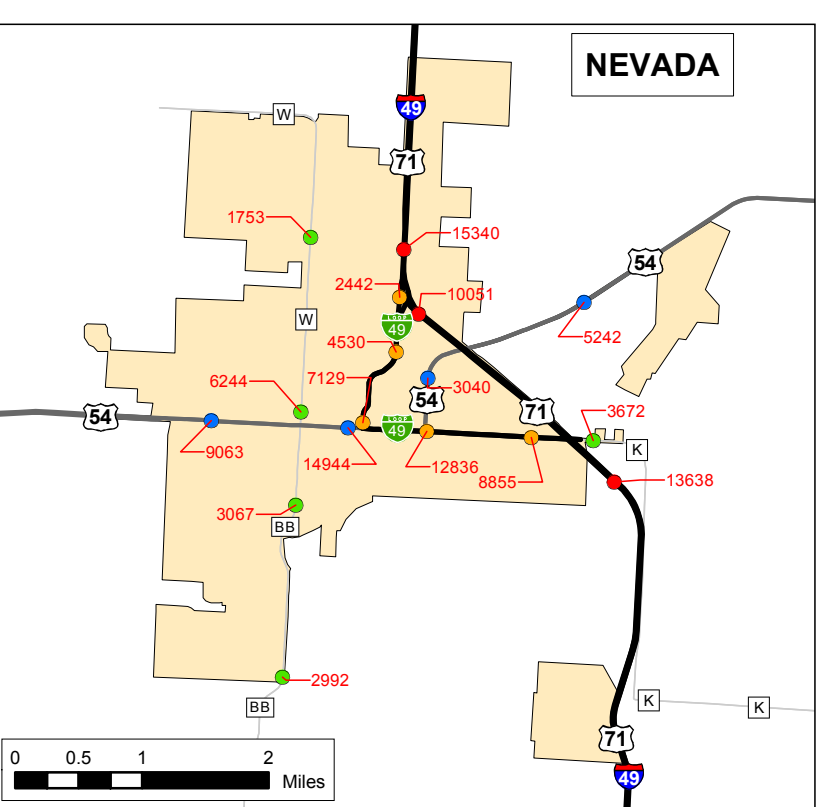 NEVADA
49
W
71
1753
15340
54
2442
10051
LOOP
49
W
5242
4530
7129
6244
3040
54
71
3672
54
LOOP
49
K
9063
14944
12836
8855
13638
3067
BB
2992
BB
K
K
71
49
0 0.5 1 2
Miles